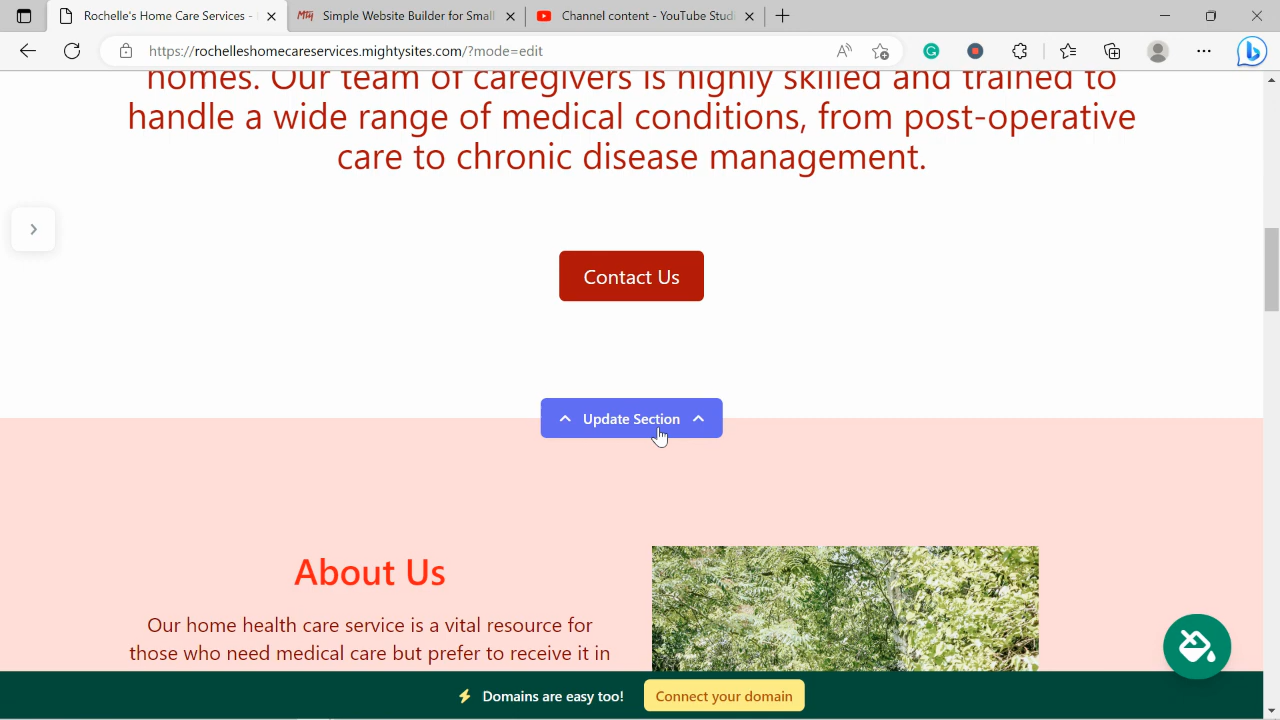 Rochelle's Home Care Services -
Simple Website Builder for Small
Channel content - YouTube Studi
https://rochelleshomecareservices.mightysites.com/?mode=edit
homes. Our team of caregivers is highly skilled and trained to
handle a wide range of medical conditions, from post-operative
care to chronic disease management.
Contact Us
Update Section
About Us
Our home health care service is a vital resource for
those who need medical care but prefer to receive it in
Domains are easy too!
Connect your domain